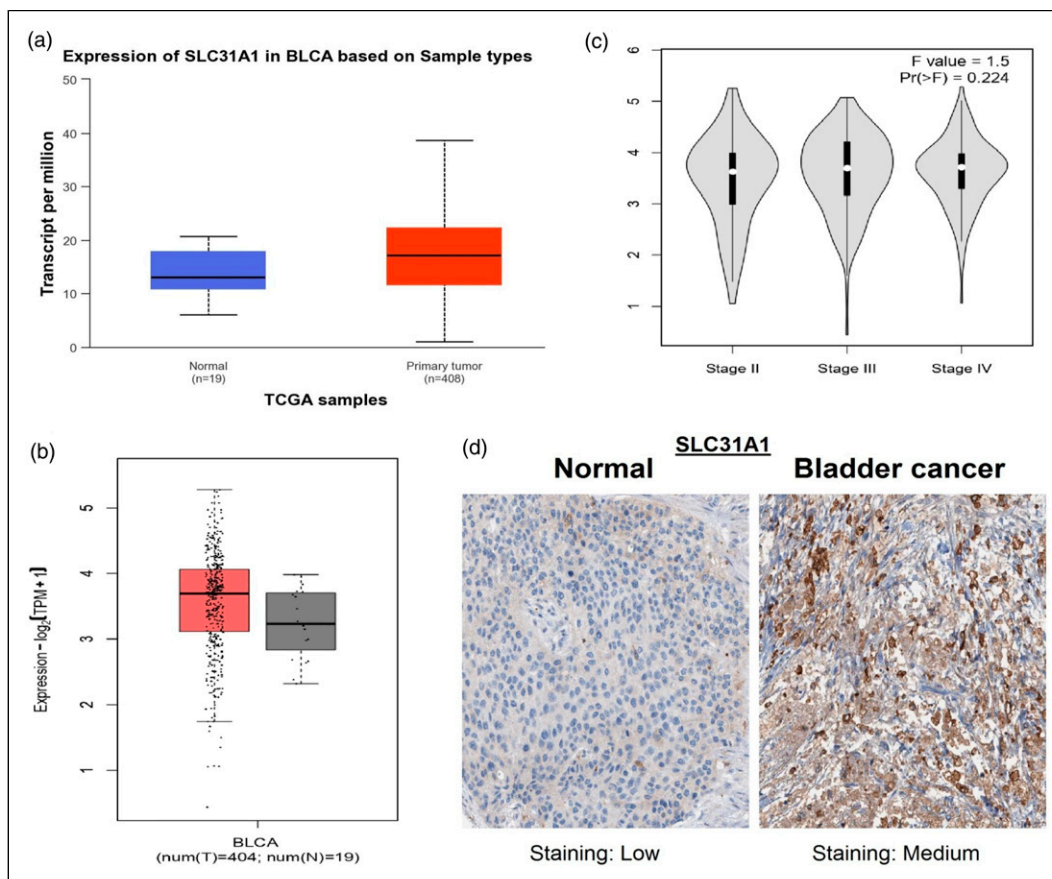 (a)
Expression of SLC31A1 in BLCA based on Sample types
Transcript per million
50
40
30
20
10
0
Normal
(n=19)
Primary tumor
(n=408)
TCGA samples
(c)
F value = 1.5
Pr(>F) = 0.224
6
5
4
3
2
1
Stage II
Stage III
Stage IV
(b)
Expression − log₂(TPM + 1)
5
4
3
2
1
BLCA
(num(T)=404; num(N)=19)
(d)
SLC31A1
Normal
Bladder cancer
Staining: Low
Staining: Medium